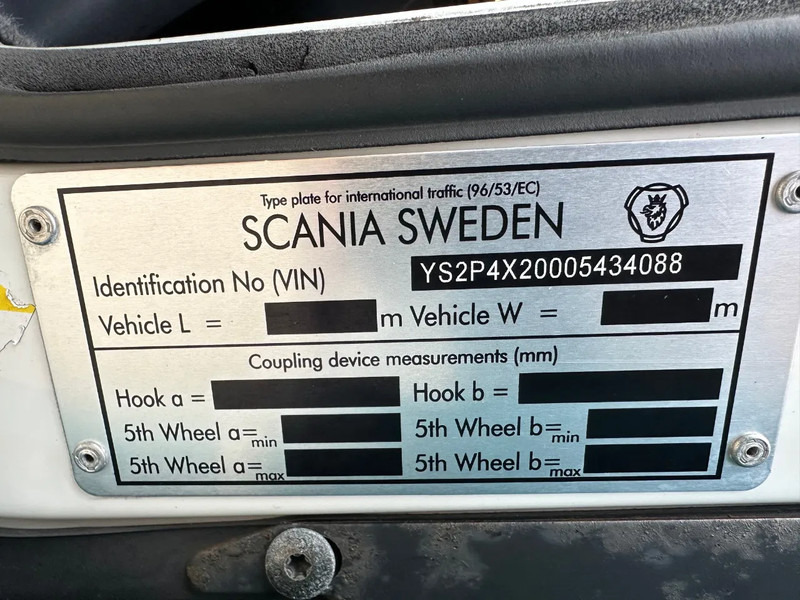 Type plate for international traffic (96/53/EC)
SCANIA SWEDEN
Identification No (VIN) YS2P4X20005434088
Vehicle L = m Vehicle W = m
Coupling device measurements (mm)
Hook a = Hook b =
5th Wheel a=min 5th Wheel b=min
5th Wheel a=max 5th Wheel b=max